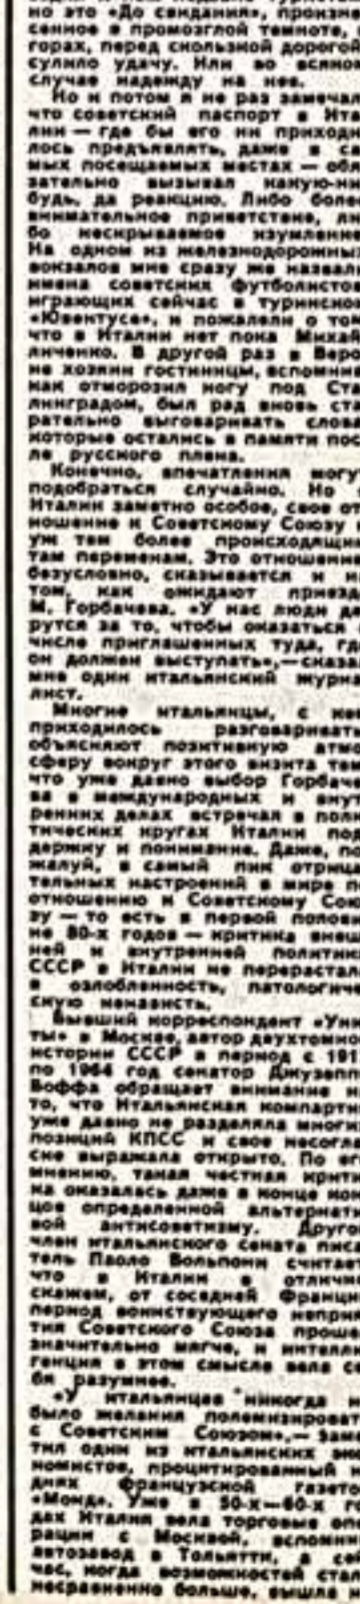 но это «До свидания», произне
сенное в промозглой темноте, в
горах, перед скользкой дорогой
сулило удачу. Или во всяком
случае надежду на нее.
Но и потом я не раз замечал
что советский паспорт в Ита
лии — где бы его ни приходи
лось предъявлять, даже в са
мых посещаемых местах — обя
зательно вызывал какую-ни
будь, да реакцию. Либо более
внимательное приветствие, ли
бо нескрываемое изумление
На одном из железнодорожных
вокзалов мне сразу же назвали
имена советских футболистов
играющих сейчас в туринском
«Ювентусе», и пожалели о том
что в Италии нет пока Михай
личенко. В другой раз в Веро
не хозяин гостиницы, вспомнив
как отморозил ногу под Ста
линградом, был рад вновь ста
рательно выговаривать слова
которые остались в памяти пос
ле русского плена.
Конечно, впечатления могу
подобраться случайно. Но в
Италии заметно особое, свое от
ношение к Советскому Союзу и
уж тем более происходящим
там переменам. Это отношение
безусловно, сказывается и на
том, как ожидают приезд
М. Горбачева. «У нас люди де
рутся за то, чтобы оказаться в
числе приглашенных туда, где
он должен выступать»,— сказал
мне один итальянский журна
лист.
Многие итальянцы, с кем
приходилось разговаривать
объясняют позитивную атмо
сферу вокруг этого визита тем
что уже давно выбор Горбаче
ва в международных и внут
ренних делах встречал в поли
тических кругах Италии под
держку и понимание. Даже, по
жалуй, в самый пик отрица
тельных настроений в мире по
отношению к Советскому Сою
зу — то есть в первой полови
не 80-х годов — критика внеш
ней и внутренней политики
СССР в Италии не перерастал
в озлобленность, патологиче
скую ненависть.
Бывший корреспондент «Уни
ты» в Москве, автор двухтомно
истории СССР в период с 191
по 1964 год сенатор Джузепп
Боффа обращает внимание на
то, что Итальянская компарти
уже давно не разделяла многих
позиций КПСС и свое несогла
сие выражала открыто. По его
мнению, такая честная крити
ка оказалась даже в конце кон
цов определенной альтернати
вой антисоветизму. Другой
член итальянского сената писа
тель Паоло Вольпони считает
что в Италии в отличие
скажем, от соседней Франции
период воинствующего неприя
тия Советского Союза прошел
значительно мягче, и интелли
генция в этом смысле вела се
бя разумнее.
«У итальянцев никогда не
было желания полемизировать
с Советским Союзом»,— заме
тил один из итальянских эко
номистов, процитированный на
днях французской газетой
«Монд». Уже в 50-х—60-х го
дах Италия вела торговые опе
рации с Москвой, вспомним
автозавод в Тольятти, а сей
час, когда возможностей стало
несравненно больше, вышла на